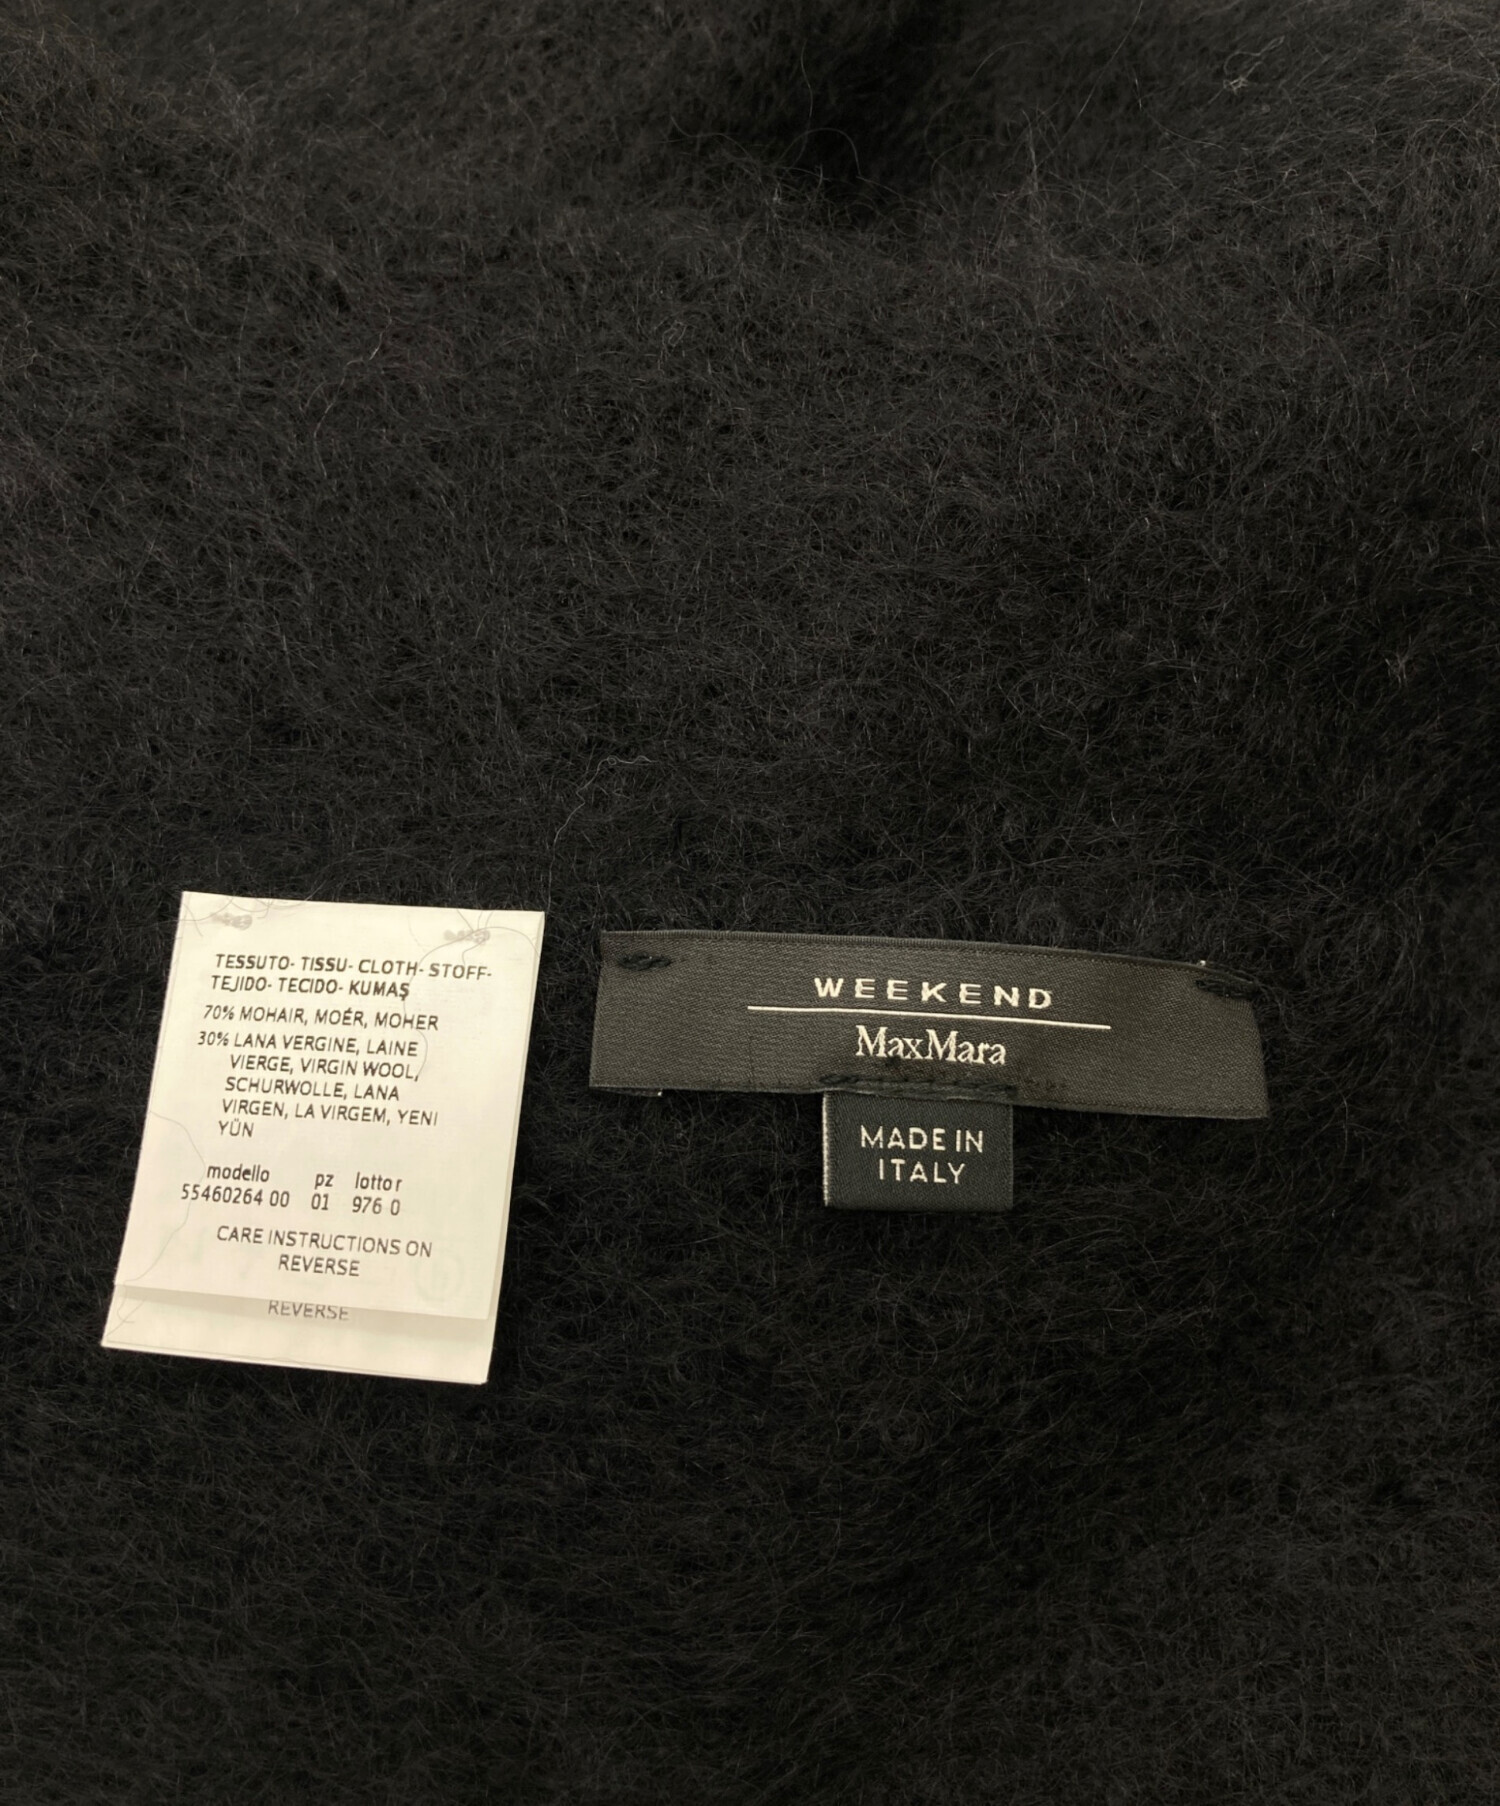 TESSUTO- TISSU- CLOTH- STOFF-
TEJIDO- TECIDO- KUMAŞ
70% MOHAIR, MOÉR, MOHER
30% LANA VERGINE, LAINE
VIERGE, VIRGIN WOOL,
SCHURWOLLE, LANA
VIRGEN, LA VIRGEM, YENI
YÜN
modello pz lotto r
55460264 00 01 976 0
CARE INSTRUCTIONS ON
REVERSE
REVERSE
WEEKEND
MaxMara
MADE IN
ITALY